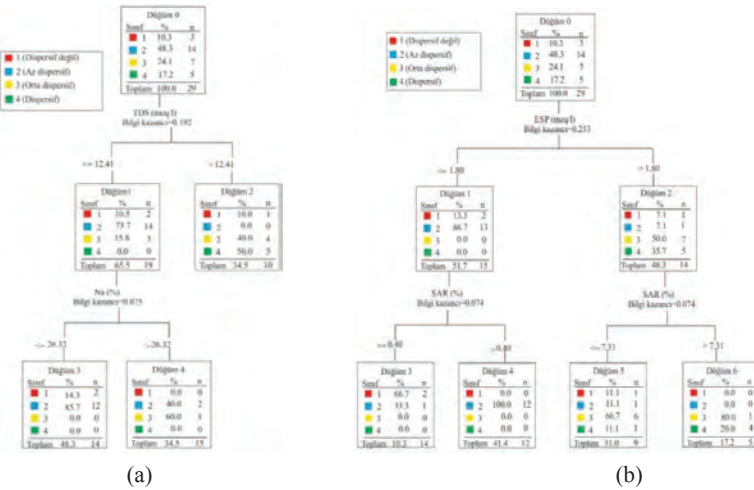 Düğüm 0
Sınıf % n
1 10.3 3
2 48.3 14
3 24.1 7
4 17.2 5
Toplam 100.0 29
1 (Dispersif değil)
2 (Az dispersif)
3 (Orta dispersif)
4 (Dispersif)
TDS (meq/l)
Bilgi kazancı=0.192
<= 12.41
> 12.41
Düğüm 1
Sınıf % n
1 10.5 2
2 73.7 14
3 15.8 3
4 0.0 0
Toplam 65.5 19
Düğüm 2
Sınıf % n
1 10.0 1
2 0.0 0
3 40.0 4
4 50.0 5
Toplam 34.5 10
Na (%)
Bilgi kazancı=0.075
<= 26.32
>26.32
Düğüm 3
Sınıf % n
1 14.3 2
2 85.7 12
3 0.0 0
4 0.0 0
Toplam 48.3 14
Düğüm 4
Sınıf % n
1 0.0 0
2 40.0 2
3 60.0
4 0.0 0
Toplam 34.5 15
(a)
Düğüm 0
Sınıf % n
1 10.3 3
2 48.3 14
3 24.1 7
4 17.2 5
Toplam 100.0 29
1 (Dispersif değil)
2 (Az dispersif)
3 (Orta dispersif)
4 (Dispersif)
ESP (meq/l)
Bilgi kazancı=0.253
<= 1.80
> 1.80
Düğüm 1
Sınıf % n
1 13.3 2
2 86.7 13
3 0.0 0
4 0.0 0
Toplam 51.7 15
Düğüm 2
Sınıf % n
1 7.1 1
2 7.1 1
3 50.0 7
4 35.7 5
Toplam 48.3 14
SAR (%)
Bilgi kazancı=0.074
SAR (%)
Bilgi kazancı=0.074
<= 0.40
> 0.40
<= 7.31
> 7.31
Düğüm 3
Sınıf % n
1 66.7 2
2 33.3 1
3 0.0 0
4 0.0 0
Toplam 10.3 14
Düğüm 4
Sınıf % n
1 0.0 0
2 100.0 12
3 0.0 0
4 0.0 0
Toplam 41.4 12
Düğüm 5
Sınıf % n
1 11.1 1
2 11.1 1
3 66.7 6
4 11.1
Toplam 31.0 9
Düğüm 6
Sınıf % n
1 0.0 0
2 0.0 0
3 80.0 1
4 20.0 4
Toplam 17.2 5
(b)